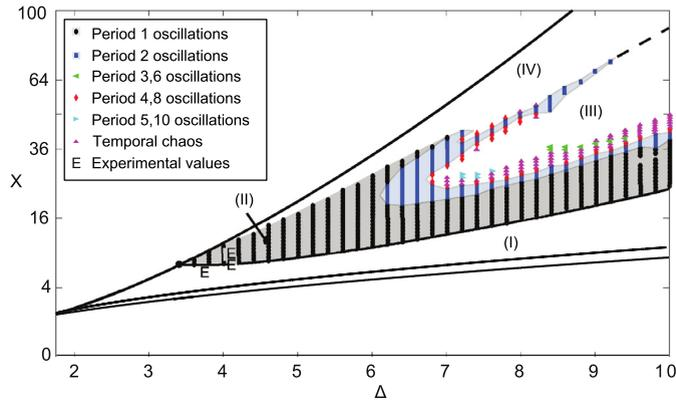 100
64
36
16
4
0
X
Period 1 oscillations
Period 2 oscillations
Period 3,6 oscillations
Period 4,8 oscillations
Period 5,10 oscillations
Temporal chaos
E Experimental values
(IV)
(III)
(II)
(I)
E
E
E
2 3 4 5 6 7 8 9 10
Δ